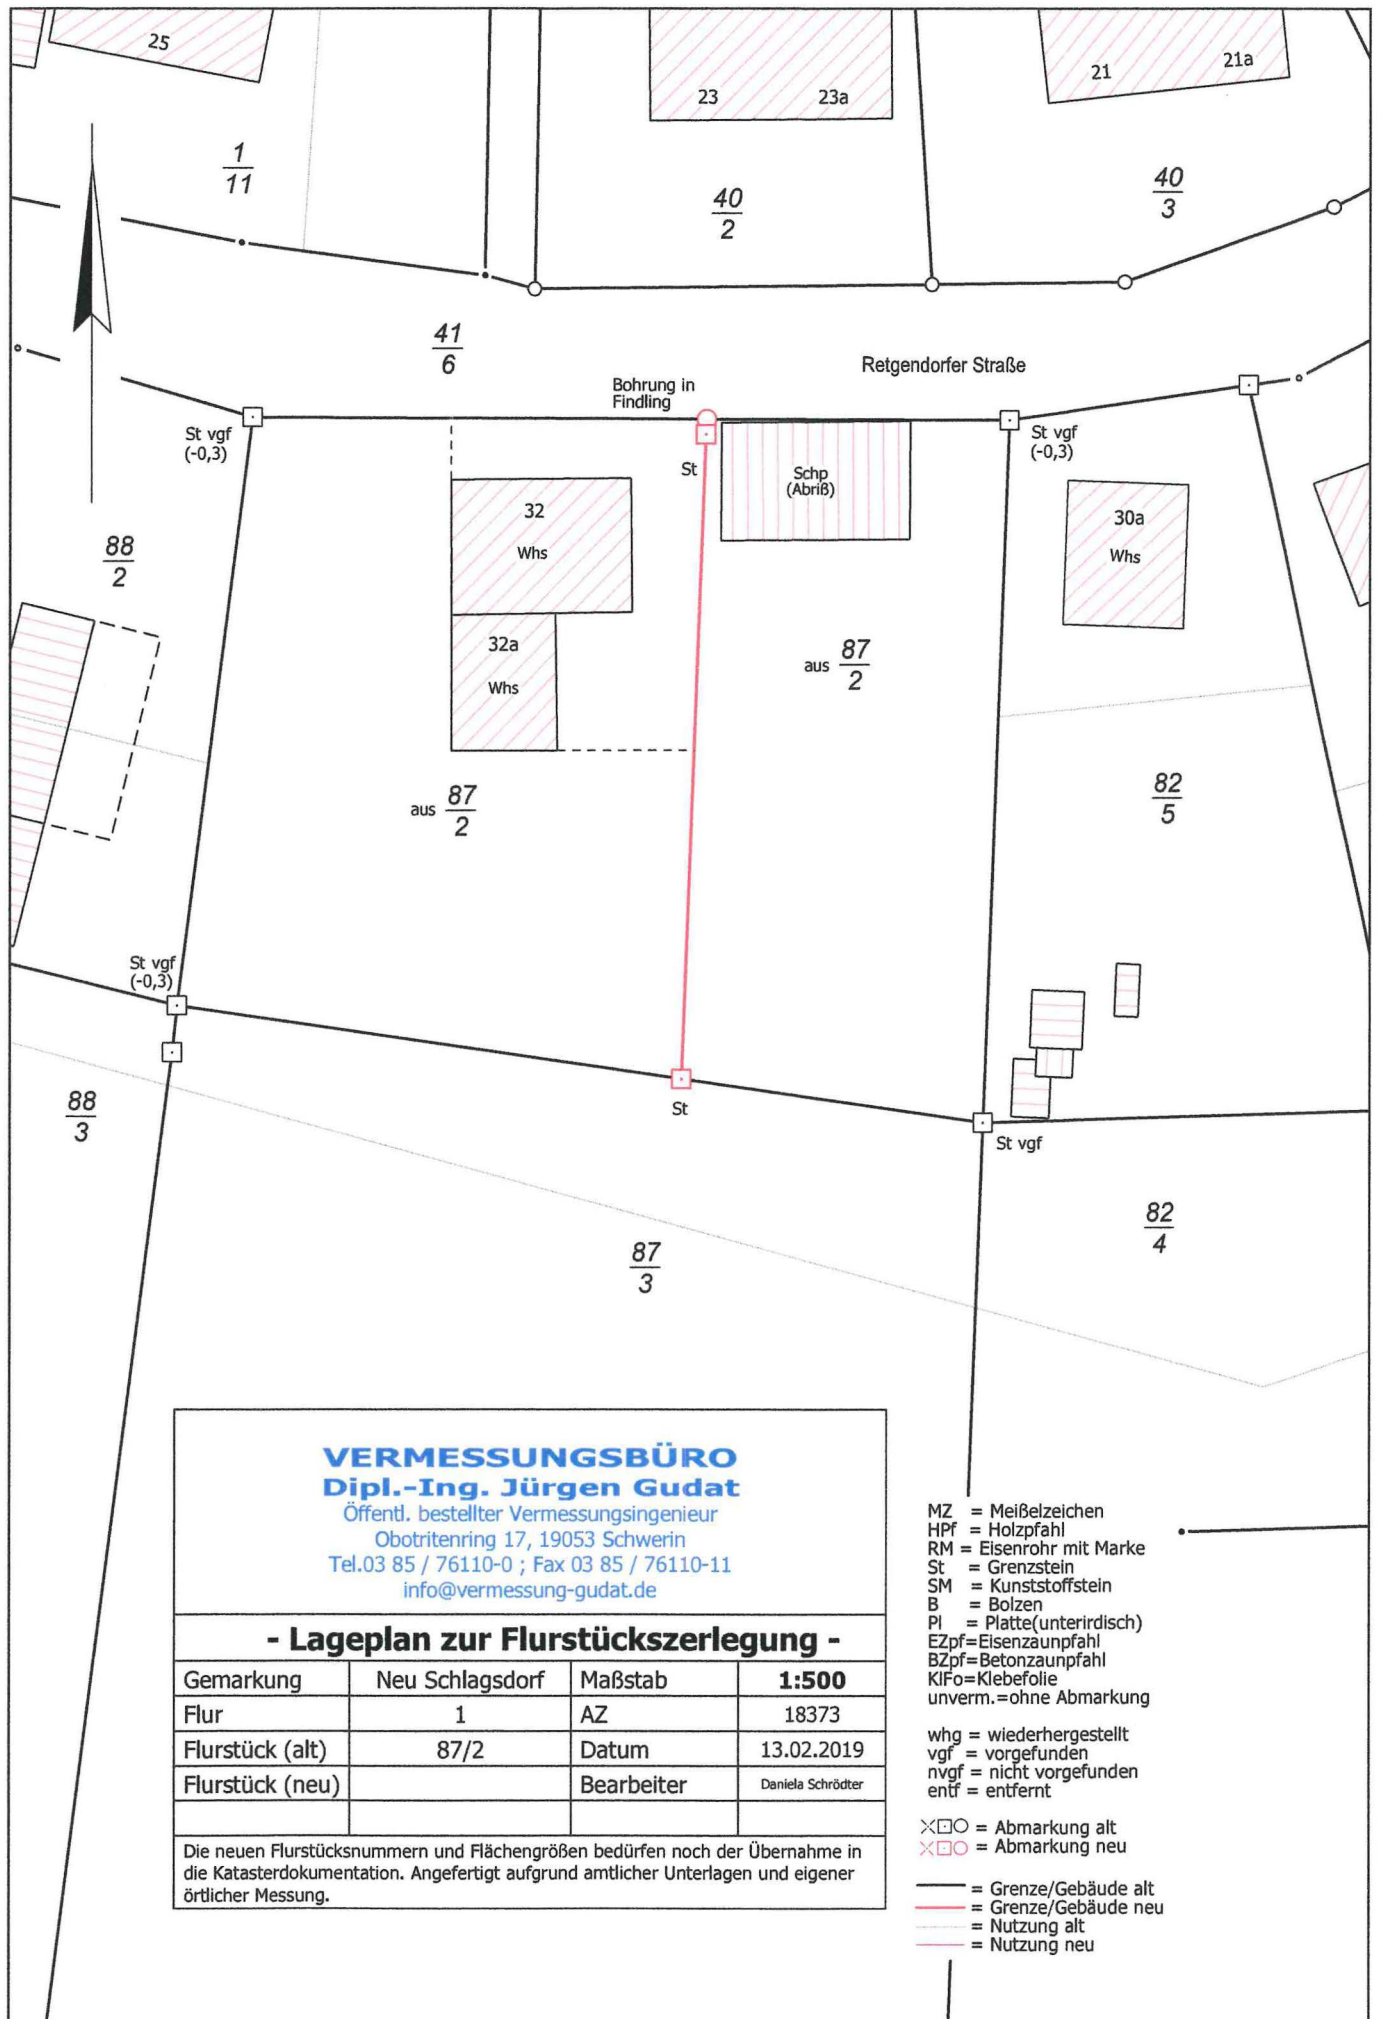 25
23
23a
21
21a
1
11
40
2
40
3
41
6
Retgendorfer Straße
Bohrung in
Findling
St vgf
(-0,3)
St
Schp
(Abriß)
St vgf
(-0,3)
32
Whs
30a
Whs
88
2
32a
Whs
aus 87
2
aus 87
2
82
5
St vgf
(-0,3)
88
3
St
St vgf
87
3
82
4
VERMESSUNGSBÜRO
Dipl.-Ing. Jürgen Gudat
Öffentl. bestellter Vermessungsingenieur
Obotritenring 17, 19053 Schwerin
Tel.03 85 / 76110-0 ; Fax 03 85 / 76110-11
info@vermessung-gudat.de
- Lageplan zur Flurstückszerlegung -
Gemarkung Neu Schlagsdorf Maßstab 1:500
Flur 1 AZ 18373
Flurstück (alt) 87/2 Datum 13.02.2019
Flurstück (neu) Bearbeiter Daniela Schrödter
Die neuen Flurstücksnummern und Flächengrößen bedürfen noch der Übernahme in
die Katasterdokumentation. Angefertigt aufgrund amtlicher Unterlagen und eigener
örtlicher Messung.
MZ = Meißelzeichen
HPf = Holzpfahl
RM = Eisenrohr mit Marke
St = Grenzstein
SM = Kunststoffstein
B = Bolzen
Pl = Platte(unterirdisch)
EZpf=Eisenzaunpfahl
BZpf=Betonzaunpfahl
KlFo=Klebefolie
unverm.=ohne Abmarkung
whg = wiederhergestellt
vgf = vorgefunden
nvgf = nicht vorgefunden
entf = entfernt
= Abmarkung alt
= Abmarkung neu
= Grenze/Gebäude alt
= Grenze/Gebäude neu
= Nutzung alt
= Nutzung neu